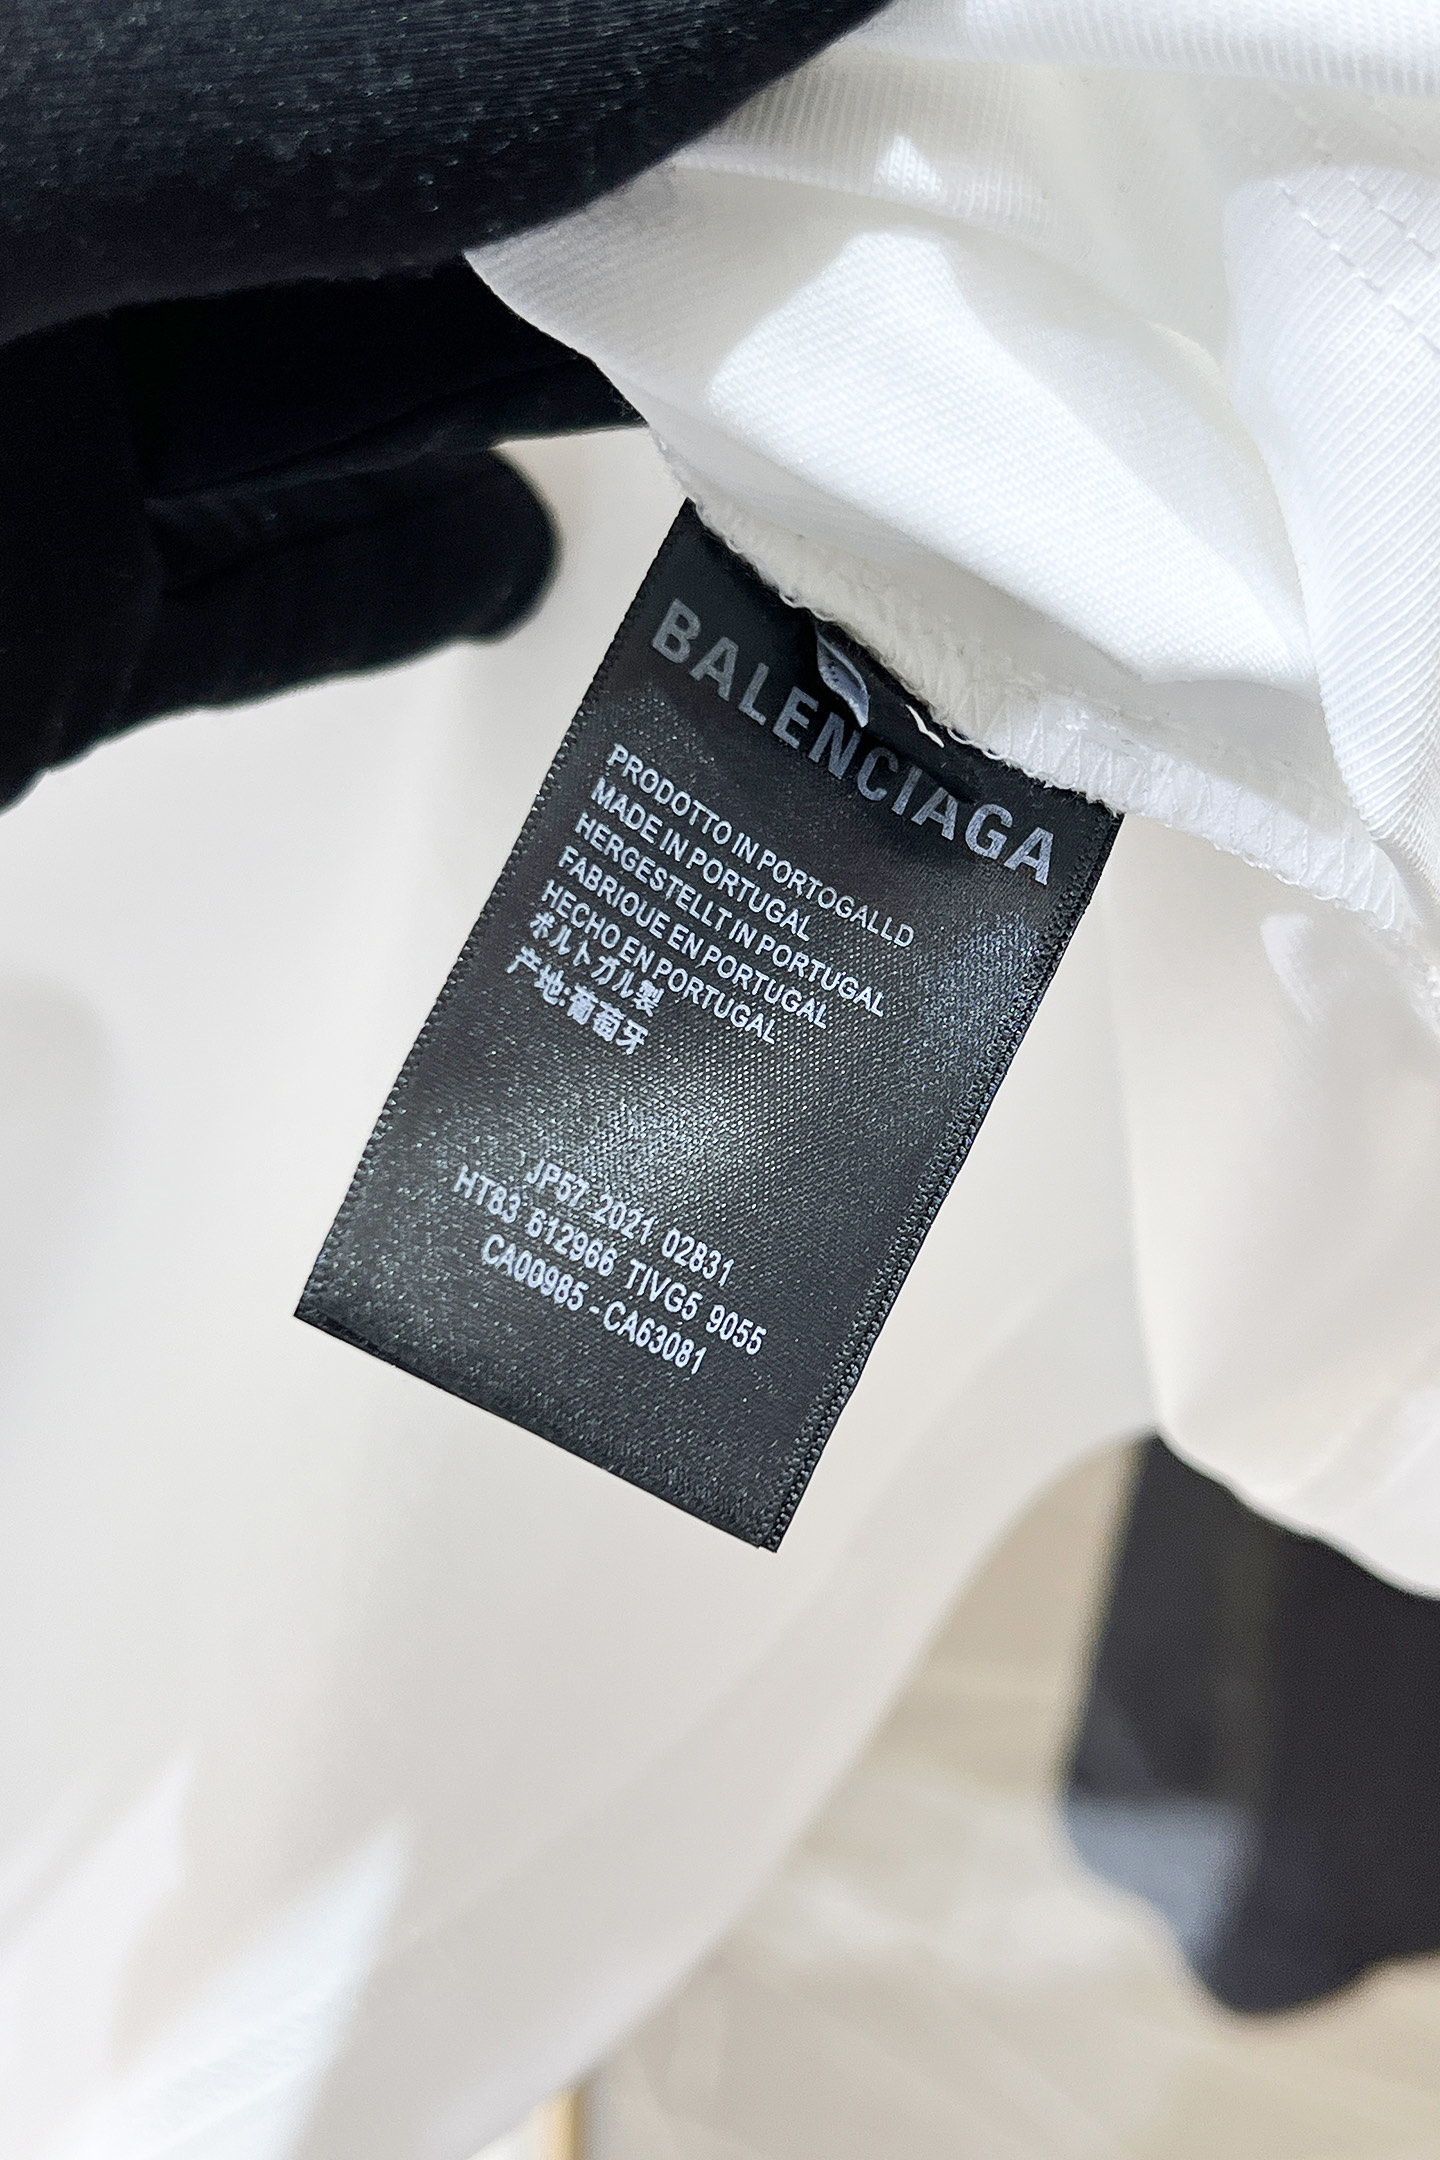 BALENCIAGA
PRODOTTO IN PORTOGALLD
MADE IN PORTUGAL
HERGESTELLT IN PORTUGAL
FABRIOUE EN PORTUGAL
HECHO EN PORTUGAL
ポルトガル製
产地:葡萄牙
JP57 2021 02831
HT83 612966 TIVG5 9055
CA00985-CA63081